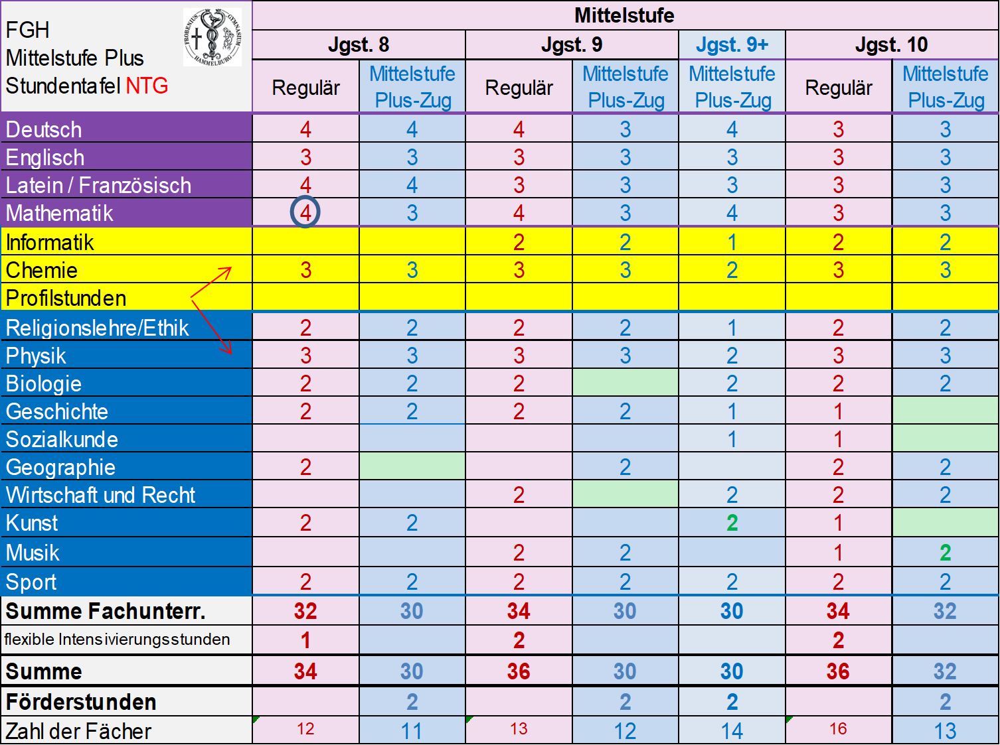 FGH
Mittelstufe Plus
Stundentafel NTG
FROBENIUS GYMNASIUM HAMMELBURG
Mittelstufe
Jgst. 8 Jgst. 9 Jgst. 9+ Jgst. 10
Regulär Mittelstufe Plus-Zug Regulär Mittelstufe Plus-Zug Mittelstufe Plus-Zug Regulär Mittelstufe Plus-Zug
Deutsch 4 4 4 3 4 3 3
Englisch 3 3 3 3 3 3 3
Latein / Französisch 4 4 3 3 3 3 3
Mathematik 4 3 4 3 4 3 3
Informatik 2 2 1 2 2
Chemie 3 3 3 3 2 3 3
Profilstunden
Religionslehre/Ethik 2 2 2 2 1 2 2
Physik 3 3 3 3 2 3 3
Biologie 2 2 2 2 2 2
Geschichte 2 2 2 2 1 1
Sozialkunde 1 1
Geographie 2 2 2 2
Wirtschaft und Recht 2 2 2 2
Kunst 2 2 2 1
Musik 2 2 1 2
Sport 2 2 2 2 2 2 2
Summe Fachunterr. 32 30 34 30 30 34 32
flexible Intensivierungsstunden 1 2 2
Summe 34 30 36 30 30 36 32
Förderstunden 2 2 2 2
Zahl der Fächer 12 11 13 12 14 16 13